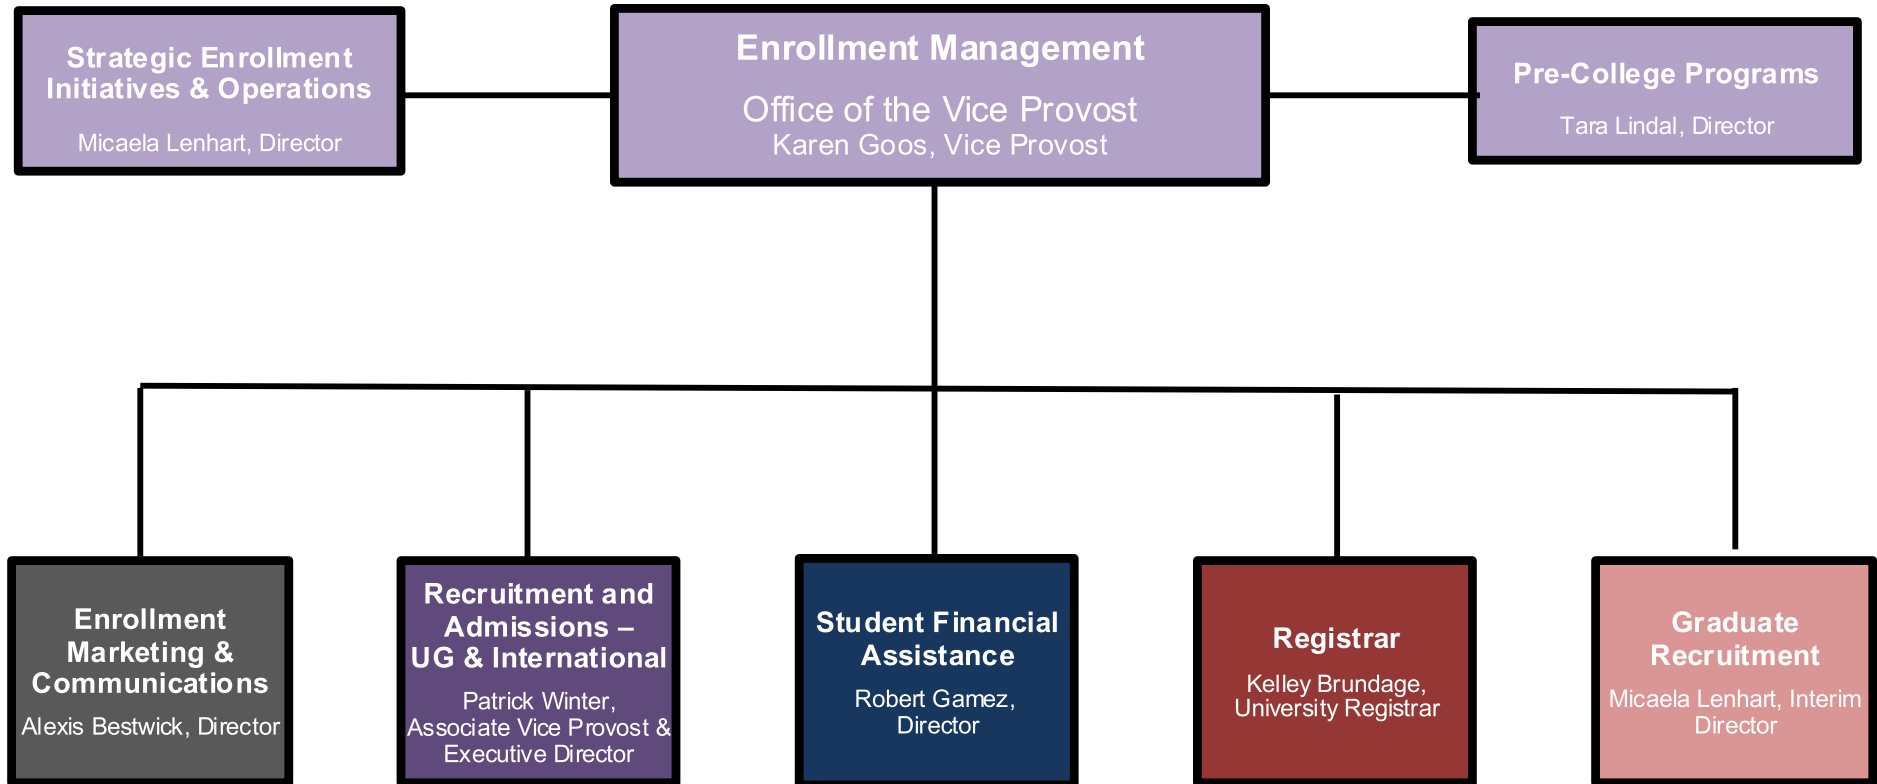 Strategic Enrollment
Initiatives & Operations
Micaela Lenhart, Director
Enrollment Management
Office of the Vice Provost
Karen Goos, Vice Provost
Pre-College Programs
Tara Lindal, Director
Enrollment
Marketing &
Communications
Alexis Bestwick, Director
Recruitment and
Admissions –
UG & International
Patrick Winter,
Associate Vice Provost &
Executive Director
Student Financial
Assistance
Robert Gamez,
Director
Registrar
Kelley Brundage,
University Registrar
Graduate
Recruitment
Micaela Lenhart, Interim
Director